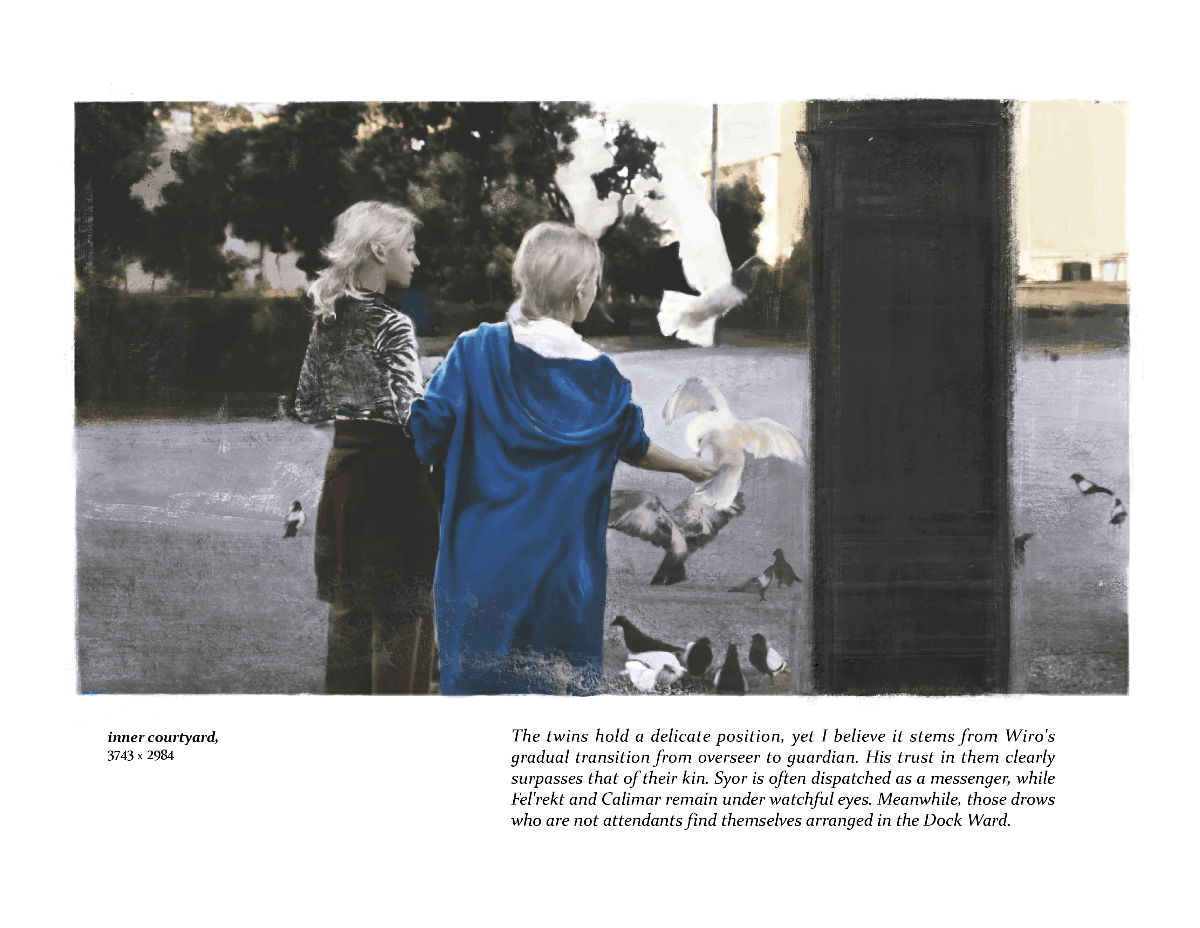 inner courtyard,
3743 x 2984
The twins hold a delicate position, yet I believe it stems from Wiro's
gradual transition from overseer to guardian. His trust in them clearly
surpasses that of their kin. Syor is often dispatched as a messenger, while
Fel'rekt and Calimar remain under watchful eyes. Meanwhile, those drows
who are not attendants find themselves arranged in the Dock Ward.